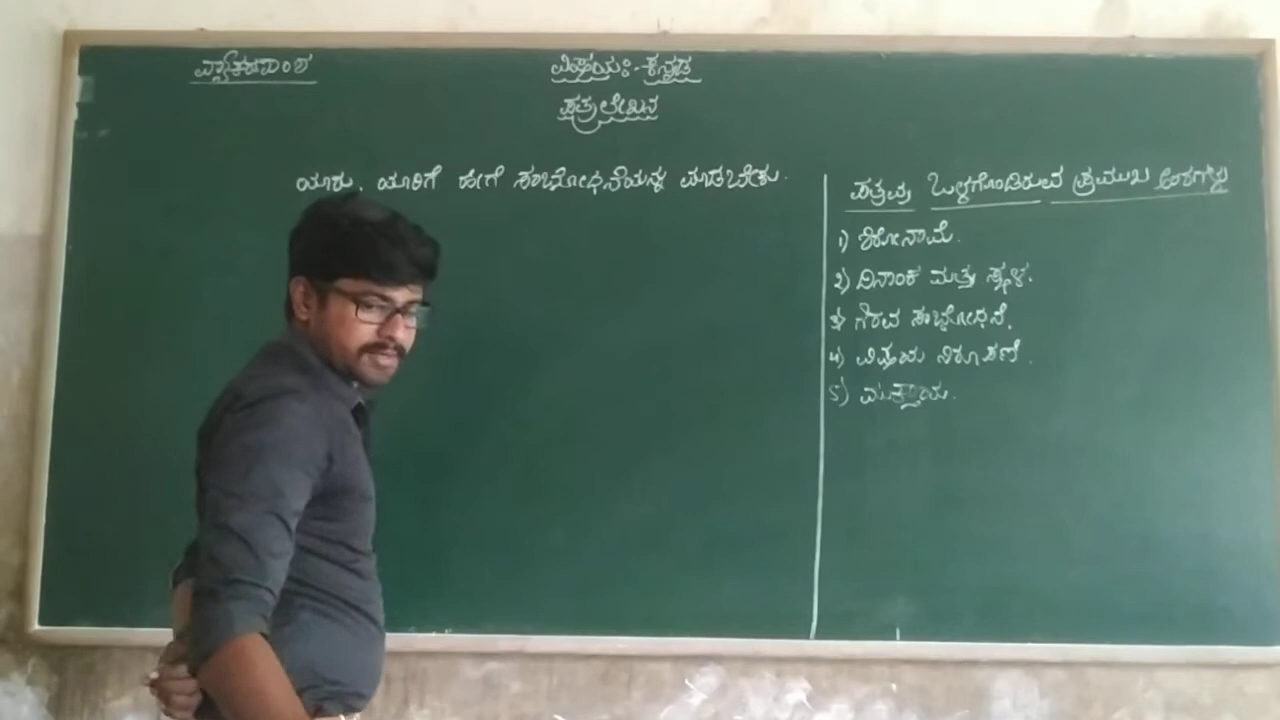 ವ್ಯಾಕರಣಾಂಶ
ವಿಷಯ:-ಕನ್ನಡ
ಪತ್ರಲೇಖನ
ಯಾರು, ಯಾರಿಗೆ ಹೇಗೆ ಸಂಬೋಧನೆಯನ್ನು ಮಾಡಬೇಕು.
ಪತ್ರವು ಒಳಗೊಂಡಿರುವ ಪ್ರಮುಖ ಅಂಶಗಳು
1) ಶಿರೋನಾಮೆ.
2) ದಿನಾಂಕ ಮತ್ತು ಸ್ಥಳ.
3) ಗೌರವ ಸಂಬೋಧನೆ.
4) ವಿಷಯ ನಿರೂಪಣೆ.
5) ಮುಕ್ತಾಯ.